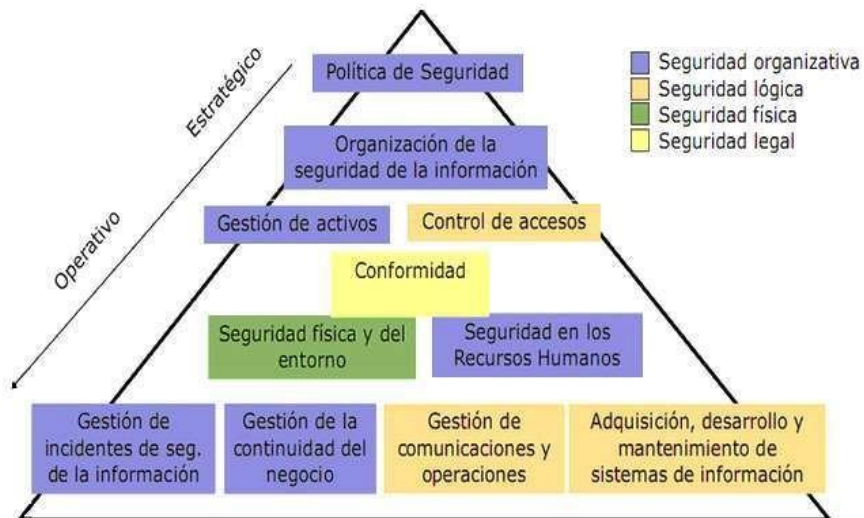 Política de Seguridad
Organización de la
seguridad de la información
Gestión de activos
Control de accesos
Conformidad
Seguridad física y del
entorno
Seguridad en los
Recursos Humanos
Gestión de
incidentes de seg.
de la información
Gestión de la
continuidad del
negocio
Gestión de
comunicaciones y
operaciones
Adquisición, desarrollo y
mantenimiento de
sistemas de información
Estratégico
Operativo
Seguridad organizativa
Seguridad lógica
Seguridad física
Seguridad legal